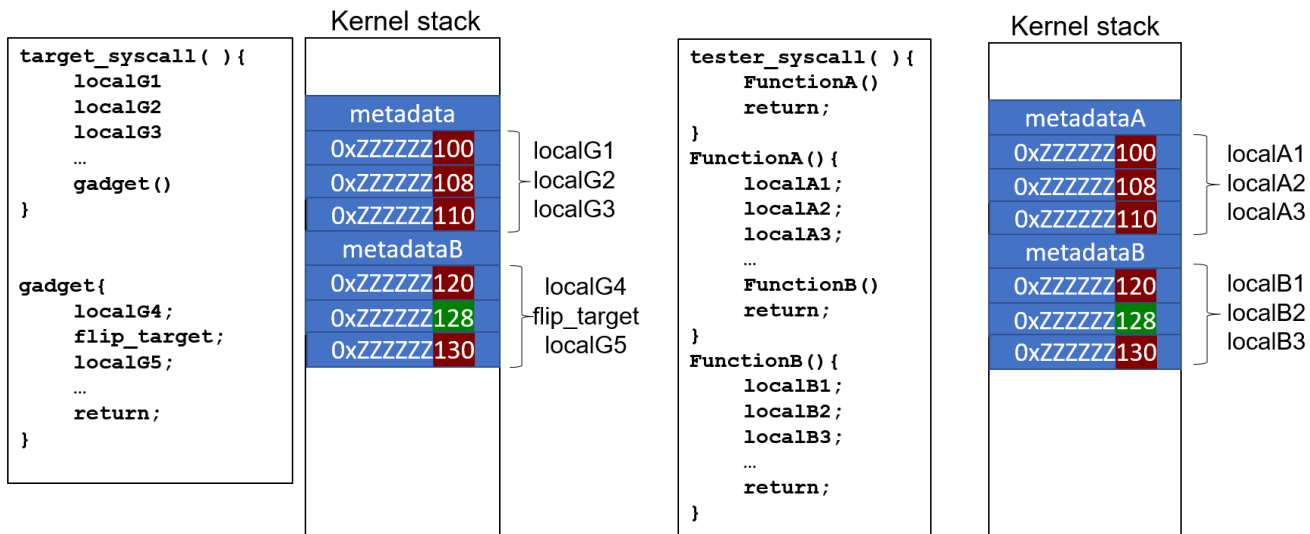 Kernel stack
target_syscall( ){
localG1
localG2
localG3
…
gadget()
}
gadget{
localG4;
flip_target;
localG5;
…
return;
}
metadata
0xZZZZZZ100
0xZZZZZZ108
0xZZZZZZ110
metadataB
0xZZZZZZ120
0xZZZZZZ128
0xZZZZZZ130
localG1
localG2
localG3
localG4
flip_target
localG5
Kernel stack
tester_syscall( ){
FunctionA()
return;
}
FunctionA(){
localA1;
localA2;
localA3;
…
FunctionB()
return;
}
FunctionB(){
localB1;
localB2;
localB3;
…
return;
}
metadataA
0xZZZZZZ100
0xZZZZZZ108
0xZZZZZZ110
metadataB
0xZZZZZZ120
0xZZZZZZ128
0xZZZZZZ130
localA1
localA2
localA3
localB1
localB2
localB3